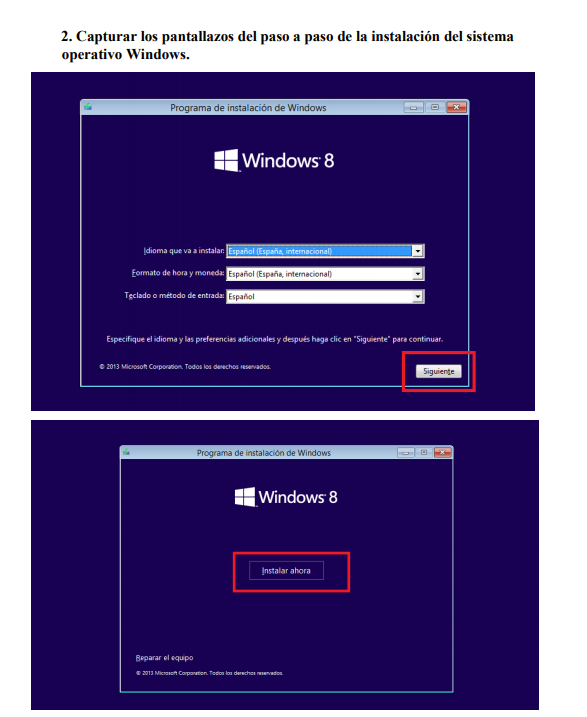 2. Capturar los pantallazos del paso a paso de la instalación del sistema
operativo Windows.
Programa de instalación de Windows
Windows 8
Idioma que va a instalar: Español (España, internacional)
Formato de hora y moneda: Español (España, internacional)
Teclado o método de entrada: Español
Especifique el idioma y las preferencias adicionales y después haga clic en "Siguiente" para continuar.
© 2013 Microsoft Corporation. Todos los derechos reservados.
Siguiente
Programa de instalación de Windows
Windows 8
Instalar ahora
Reparar el equipo
© 2013 Microsoft Corporation. Todos los derechos reservados.